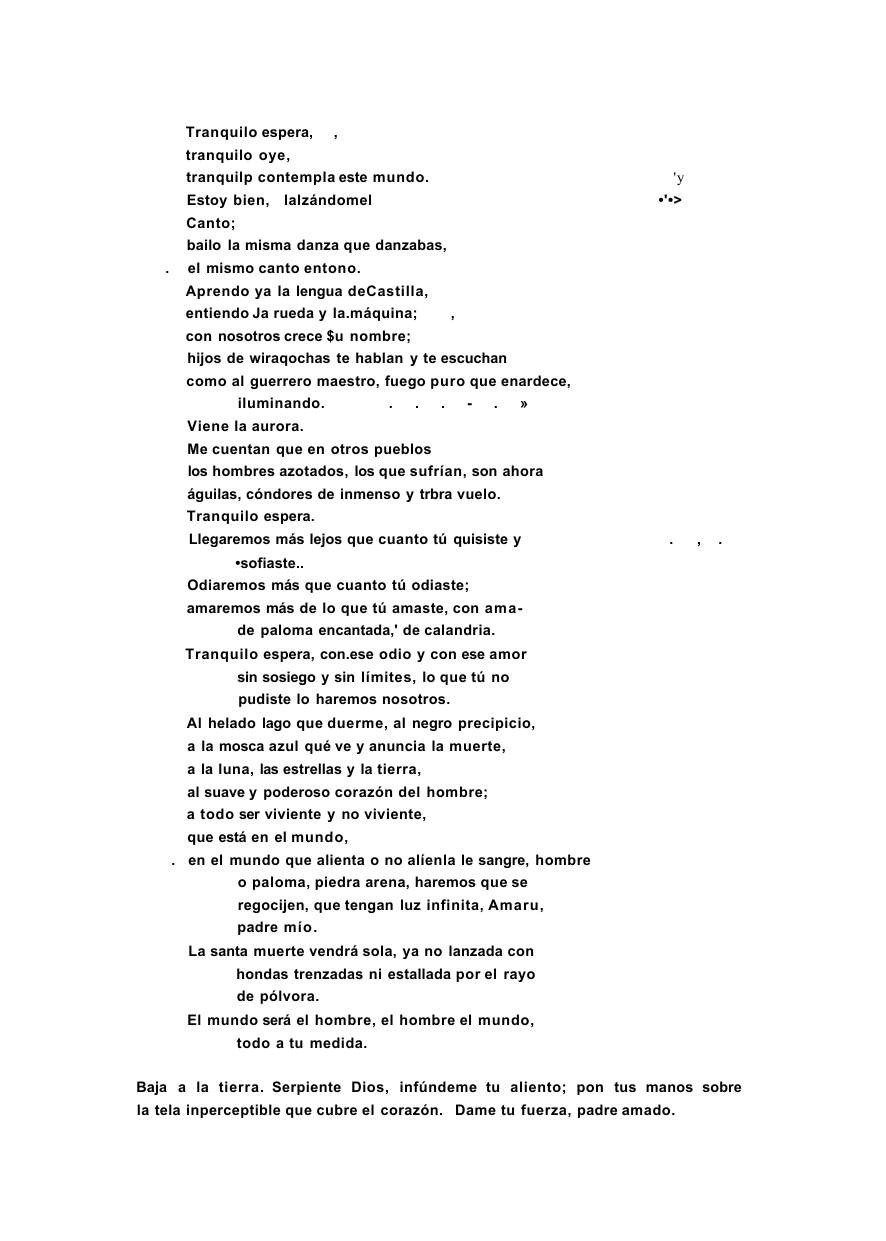 Tranquilo espera, ,
tranquilo oye,
tranquilp contempla este mundo. 'y
Estoy bien, lalzándomel •'•>
Canto;
bailo la misma danza que danzabas,
. el mismo canto entono.
Aprendo ya la lengua deCastilla,
entiendo Ja rueda y la.máquina; ,
con nosotros crece $u nombre;
hijos de wiraqochas te hablan y te escuchan
como al guerrero maestro, fuego puro que enardece,
iluminando. . . . - . »
Viene la aurora.
Me cuentan que en otros pueblos
los hombres azotados, los que sufrían, son ahora
águilas, cóndores de inmenso y trbra vuelo.
Tranquilo espera.
Llegaremos más lejos que cuanto tú quisiste y . , .
•sofiaste..
Odiaremos más que cuanto tú odiaste;
amaremos más de lo que tú amaste, con ama-
de paloma encantada,' de calandria.
Tranquilo espera, con.ese odio y con ese amor
sin sosiego y sin límites, lo que tú no
pudiste lo haremos nosotros.
Al helado lago que duerme, al negro precipicio,
a la mosca azul qué ve y anuncia la muerte,
a la luna, las estrellas y la tierra,
al suave y poderoso corazón del hombre;
a todo ser viviente y no viviente,
que está en el mundo,
. en el mundo que alienta o no alíenla le sangre, hombre
o paloma, piedra arena, haremos que se
regocijen, que tengan luz infinita, Amaru,
padre mío.
La santa muerte vendrá sola, ya no lanzada con
hondas trenzadas ni estallada por el rayo
de pólvora.
El mundo será el hombre, el hombre el mundo,
todo a tu medida.
Baja a la tierra. Serpiente Dios, infúndeme tu aliento; pon tus manos sobre
la tela inperceptible que cubre el corazón. Dame tu fuerza, padre amado.